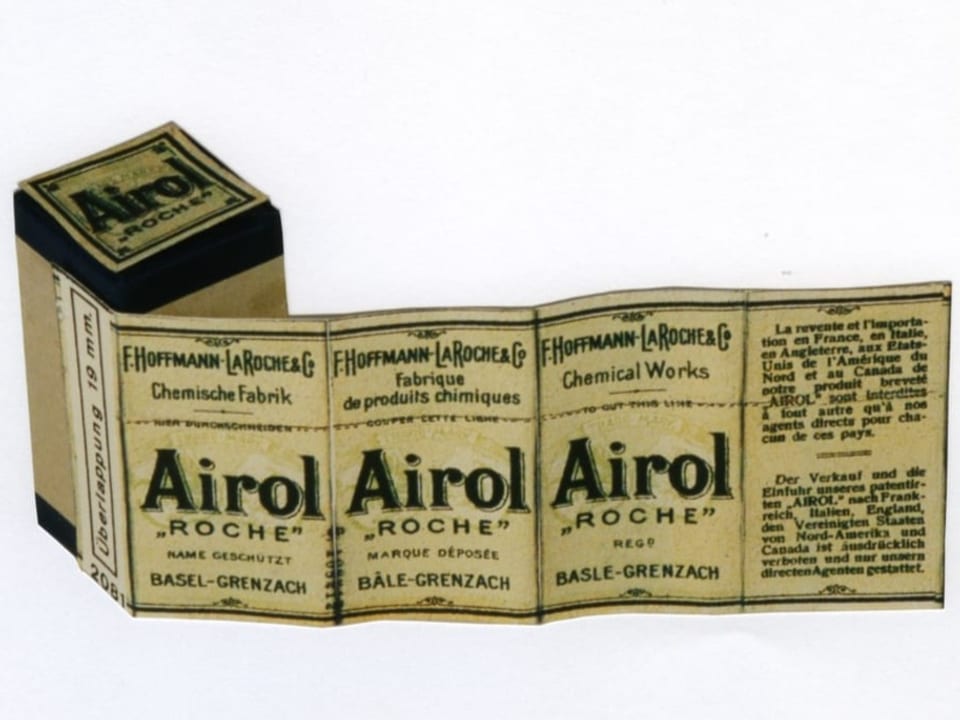 Airol
„ROCHE”
Überlappung 19 mm.
2081
F. HOFFMANN-LAROCHE & Co
Chemische Fabrik
HIER DURCHSCHNEIDEN
Airol
„ROCHE”
NAME GESCHÜTZT
BASEL-GRENZACH
F. HOFFMANN-LAROCHE & Co
Fabrique
de produits chimiques
COUPER CETTE LIGNE
Airol
„ROCHE”
MARQUE DÉPOSÉE
BÂLE-GRENZACH
F. HOFFMANN-LAROCHE & Co
Chemical Works
TO CUT THIS LINE
Airol
„ROCHE”
REGD
BASLE-GRENZACH
La revente et l'importa-
tion en France, en Italie,
en Angleterre, aux Etats-
Unis de l'Amérique du
Nord et au Canada de
notre produit breveté
„AIROL” sont interdites
à tout autre qu'à nos
agents directs pour cha-
cun de ces pays.
Der Verkauf und die
Einfuhr unseres patentir-
ten „AIROL” nach Frank-
reich, Italien, England,
den Vereinigten Staaten
von Nord-Amerika und
Canada ist ausdrücklich
verboten und nur unsern
directen Agenten gestattet.